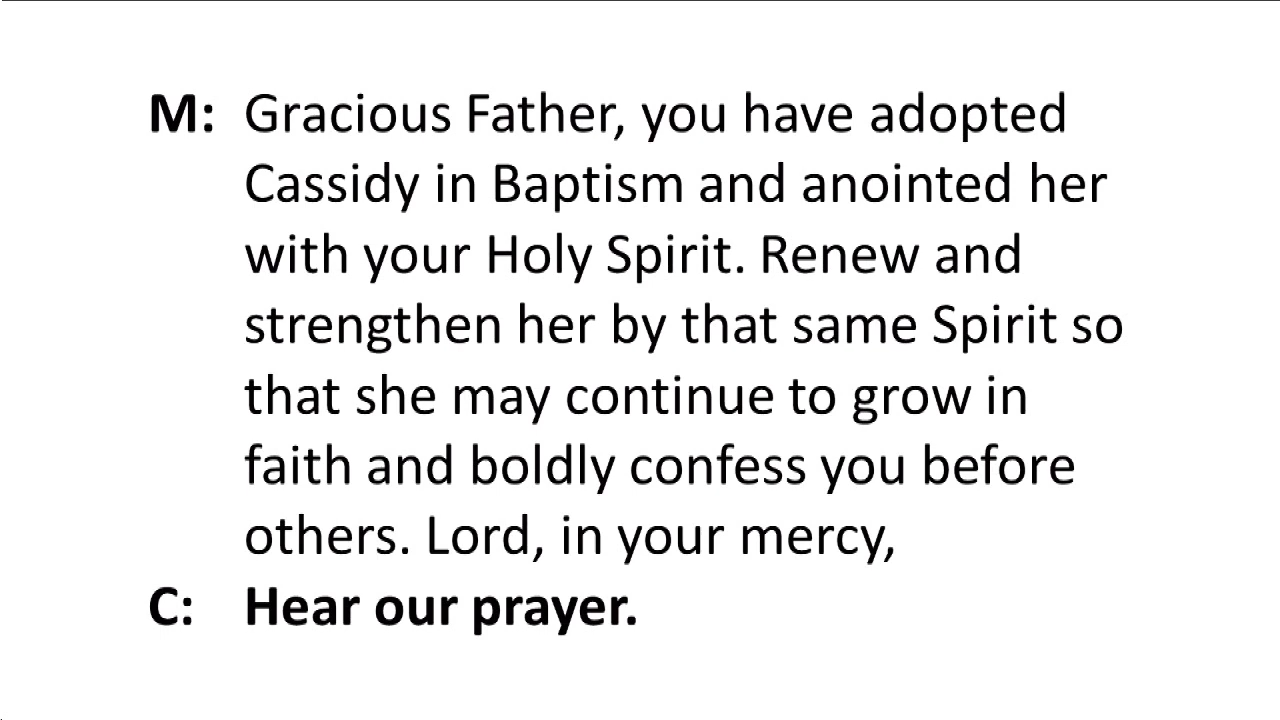 M: Gracious Father, you have adopted
Cassidy in Baptism and anointed her
with your Holy Spirit. Renew and
strengthen her by that same Spirit so
that she may continue to grow in
faith and boldly confess you before
others. Lord, in your mercy,
C: Hear our prayer.